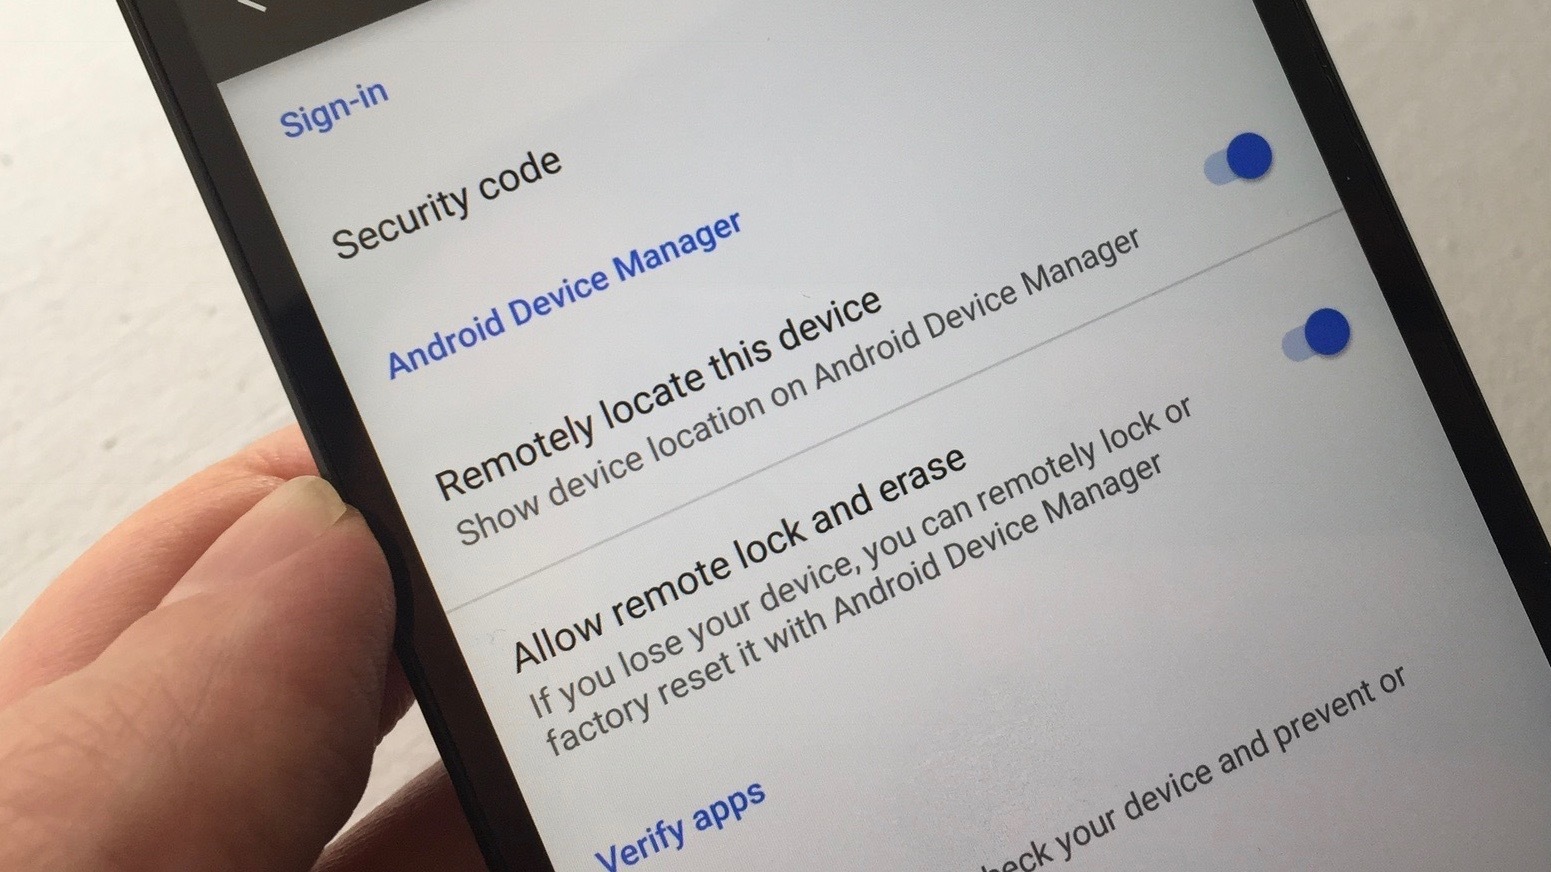 Sign-in
Security code
Android Device Manager
Remotely locate this device
Show device location on Android Device Manager
Allow remote lock and erase
If you lose your device, you can remotely lock or
factory reset it with Android Device Manager
Verify apps
your device and prevent or